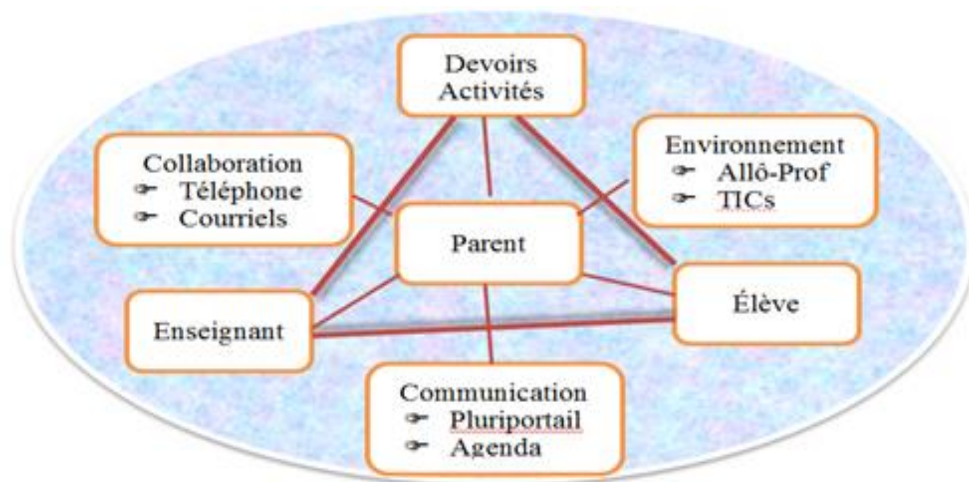 Devoirs
Activités
Collaboration
☞ Téléphone
☞ Courriels
Environnement
☞ Allô-Prof
☞ TICs
Parent
Enseignant
Élève
Communication
☞ Pluriportail
☞ Agenda